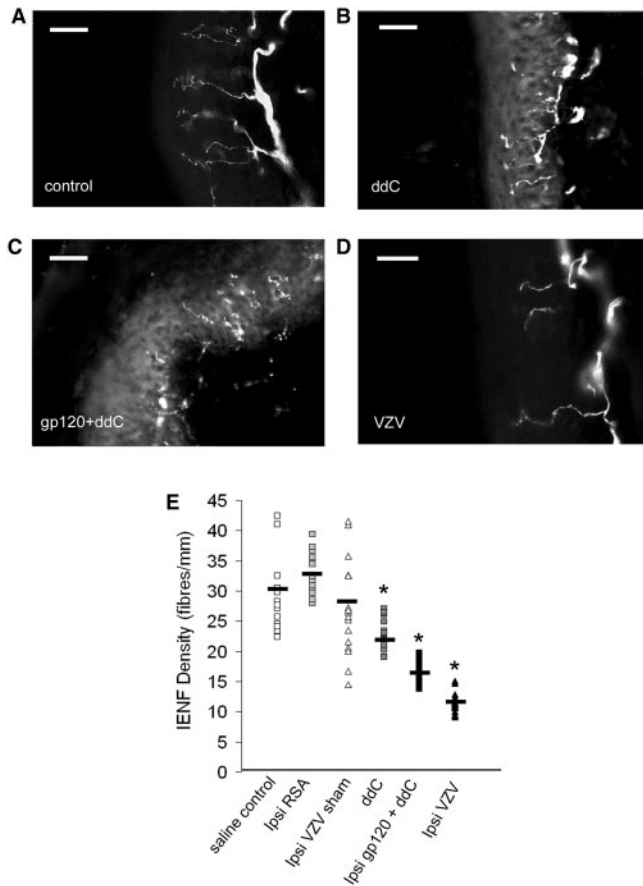 A
control
B
ddC
C
gp120+ddC
D
VZV
E
IENF Density (fibres/mm)
45
40
35
30
25
20
15
10
5
0
*
*
*
saline control
Ipsi RSA
Ipsi VZV sham
ddC
Ipsi gp120 + ddC
Ipsi VZV